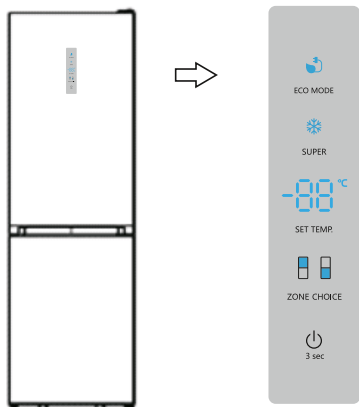 ECO MODE
SUPER
-88 °C
SET TEMP.
ZONE CHOICE
3 sec